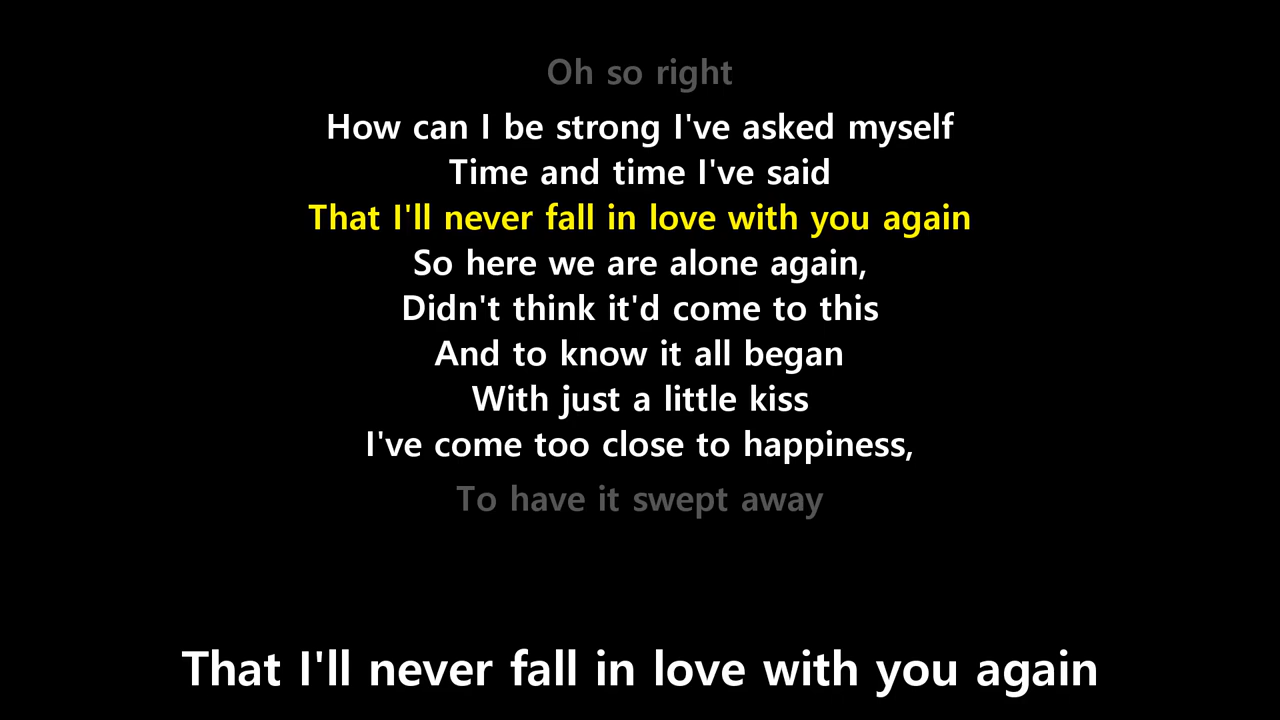 Oh so right
How can I be strong I've asked myself
Time and time I've said
That I'll never fall in love with you again
So here we are alone again,
Didn't think it'd come to this
And to know it all began
With just a little kiss
I've come too close to happiness,
To have it swept away
That I'll never fall in love with you again